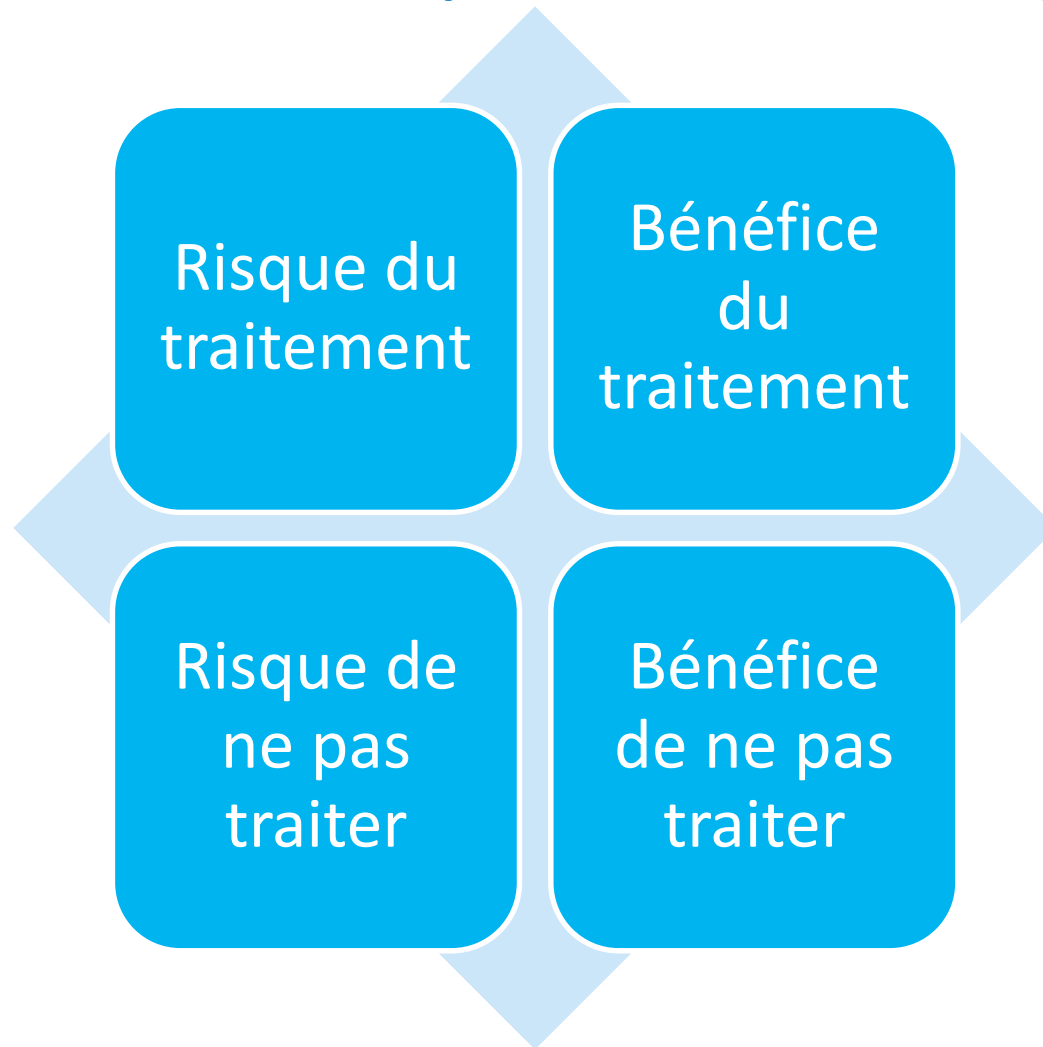 Risque du
traitement
Bénéfice
du
traitement
Risque de
ne pas
traiter
Bénéfice
de ne pas
traiter